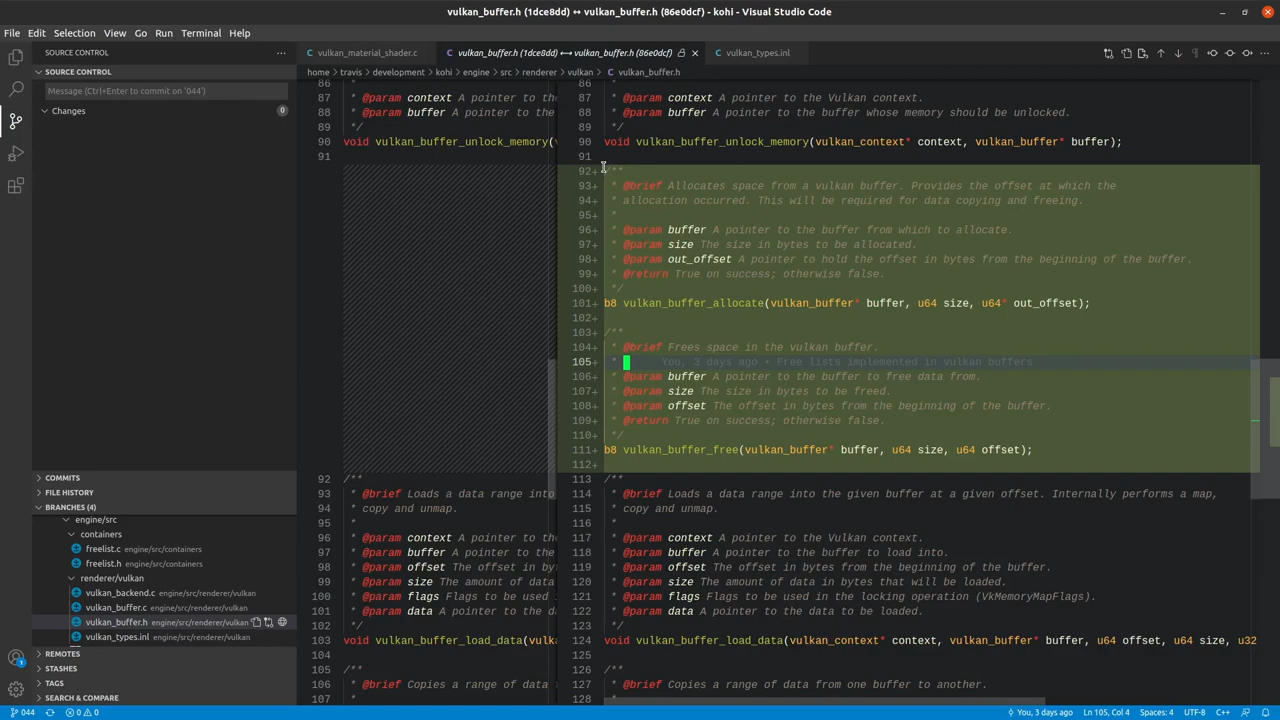 vulkan_buffer.h (1dce8dd) ↔ vulkan_buffer.h (86e0dcf) - kohi - Visual Studio Code
File Edit Selection View Go Run Terminal Help
SOURCE CONTROL
vulkan_material_shader.c
vulkan_buffer.h (1dce8dd) ⟷ vulkan_buffer.h (86e0dcf)
vulkan_types.inl
SOURCE CONTROL
home > travis > development > kohi > engine > src > renderer > vulkan > C vulkan_buffer.h
Message (Ctrl+Enter to commit on '044')
Changes 0
COMMITS
FILE HISTORY
BRANCHES (4)
engine/src
containers
freelist.c engine/src/containers
freelist.h engine/src/containers
renderer/vulkan
vulkan_backend.c engine/src/renderer/vulkan
vulkan_buffer.c engine/src/renderer/vulkan
vulkan_buffer.h engine/src/renderer/vulkan
vulkan_types.inl engine/src/renderer/vulkan
REMOTES
STASHES
TAGS
SEARCH & COMPARE
86 *
87 * @param context A pointer to the
88 * @param buffer A pointer to the b
89 */
90 void vulkan_buffer_unlock_memory(
91
92 /**
93 * @brief Loads a data range into
94 * copy and unmap.
95 *
96 * @param context A pointer to the
97 * @param buffer A pointer to the b
98 * @param offset The offset in byt
99 * @param size The amount of data
100 * @param flags Flags to be used i
101 * @param data A pointer to the da
102 */
103 void vulkan_buffer_load_data(vulka
104
105 /**
106 * @brief Copies a range of data f
107 *
86 *
87 * @param context A pointer to the Vulkan context.
88 * @param buffer A pointer to the buffer whose memory should be unlocked.
89 */
90 void vulkan_buffer_unlock_memory(vulkan_context* context, vulkan_buffer* buffer);
91
92+ /**
93+ * @brief Allocates space from a vulkan buffer. Provides the offset at which the
94+ * allocation occurred. This will be required for data copying and freeing.
95+ *
96+ * @param buffer A pointer to the buffer from which to allocate.
97+ * @param size The size in bytes to be allocated.
98+ * @param out_offset A pointer to hold the offset in bytes from the beginning of the buffer.
99+ * @return True on success; otherwise false.
100+ */
101+ b8 vulkan_buffer_allocate(vulkan_buffer* buffer, u64 size, u64* out_offset);
102+
103+ /**
104+ * @brief Frees space in the vulkan buffer.
105+ * You, 3 days ago • Free lists implemented in vulkan buffers
106+ * @param buffer A pointer to the buffer to free data from.
107+ * @param size The size in bytes to be freed.
108+ * @param offset The offset in bytes from the beginning of the buffer.
109+ * @return True on success; otherwise false.
110+ */
111+ b8 vulkan_buffer_free(vulkan_buffer* buffer, u64 size, u64 offset);
112+
113 /**
114 * @brief Loads a data range into the given buffer at a given offset. Internally performs a map,
115 * copy and unmap.
116 *
117 * @param context A pointer to the Vulkan context.
118 * @param buffer A pointer to the buffer to load into.
119 * @param offset The offset in bytes from the beginning of the buffer.
120 * @param size The amount of data in bytes that will be loaded.
121 * @param flags Flags to be used in the locking operation (VkMemoryMapFlags).
122 * @param data A pointer to the data to be loaded.
123 */
124 void vulkan_buffer_load_data(vulkan_context* context, vulkan_buffer* buffer, u64 offset, u64 size, u32
125
126 /**
127 * @brief Copies a range of data from one buffer to another.
128 *
1
044 0 0
You, 3 days ago Ln 105, Col 4 Spaces: 4 UTF-8 C++